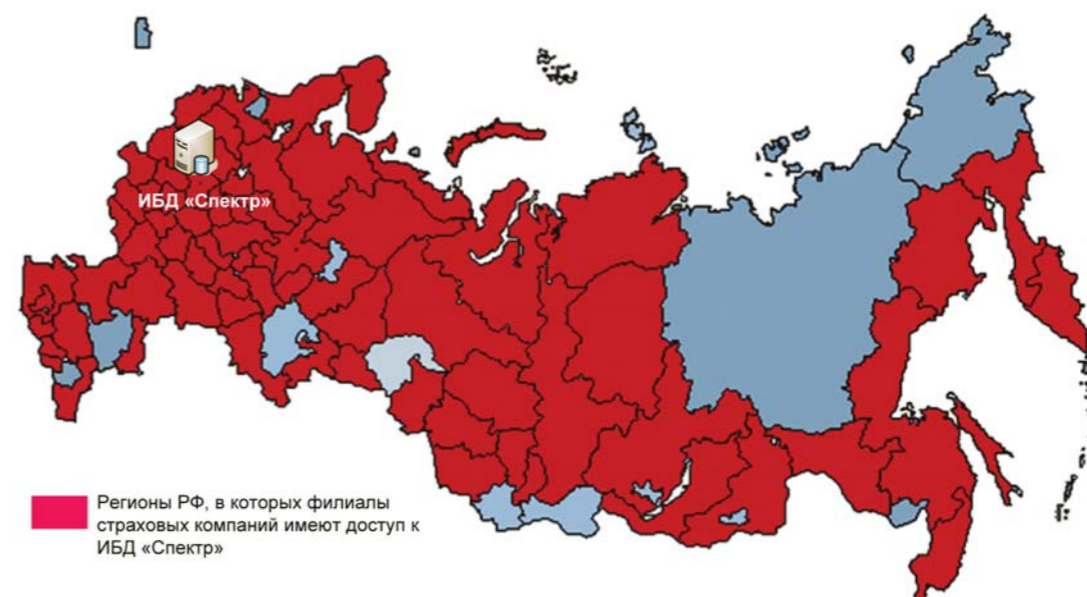 ИБД «Спектр»
Регионы РФ, в которых филиалы
страховых компаний имеют доступ к
ИБД «Спектр»